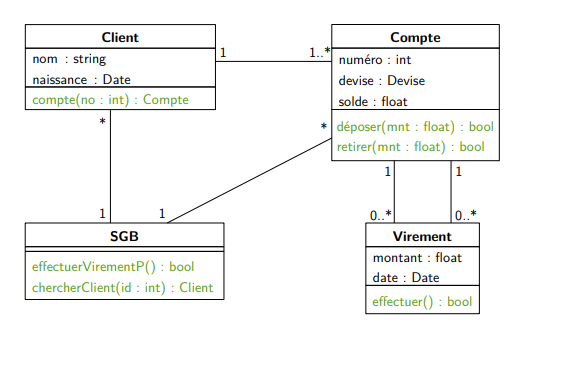 Client
nom : string
naissance : Date
compte(no : int) : Compte
1
1..*
Compte
numéro : int
devise : Devise
solde : float
déposer(mnt : float) : bool
retirer(mnt : float) : bool
*
*
1
1
1
1
0..*
0..*
SGB
effectuerVirementP() : bool
chercherClient(id : int) : Client
Virement
montant : float
date : Date
effectuer() : bool